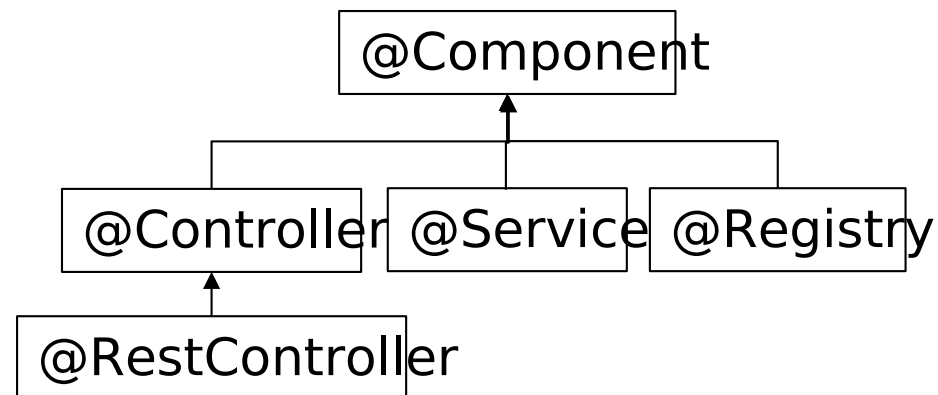 @Component
@Controller
@Service
@Registry
@RestController